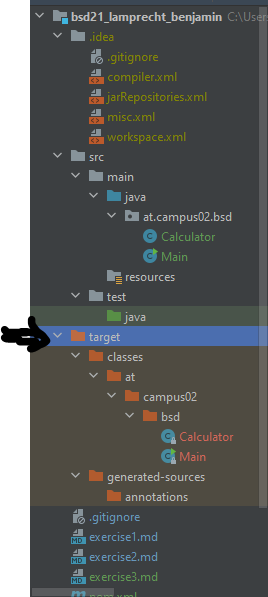 bsd21_lamprecht_benjamin C:\Users
.idea
.gitignore
compiler.xml
jarRepositories.xml
misc.xml
workspace.xml
src
main
java
at.campus02.bsd
Calculator
Main
resources
test
java
target
classes
at
campus02
bsd
Calculator
Main
generated-sources
annotations
.gitignore
exercise1.md
exercise2.md
exercise3.md
pom.xml